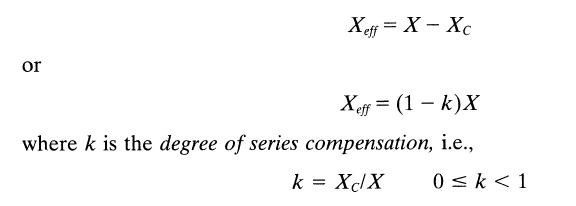 X_eff = X − X_C
or
X_eff = (1 − k)X
where k is the degree of series compensation, i.e.,
k = X_C/X 0 ≤ k < 1